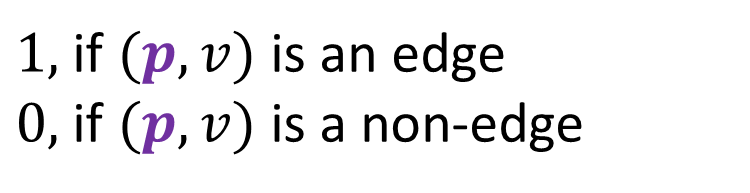 1, if (p, v) is an edge
0, if (p, v) is a non-edge